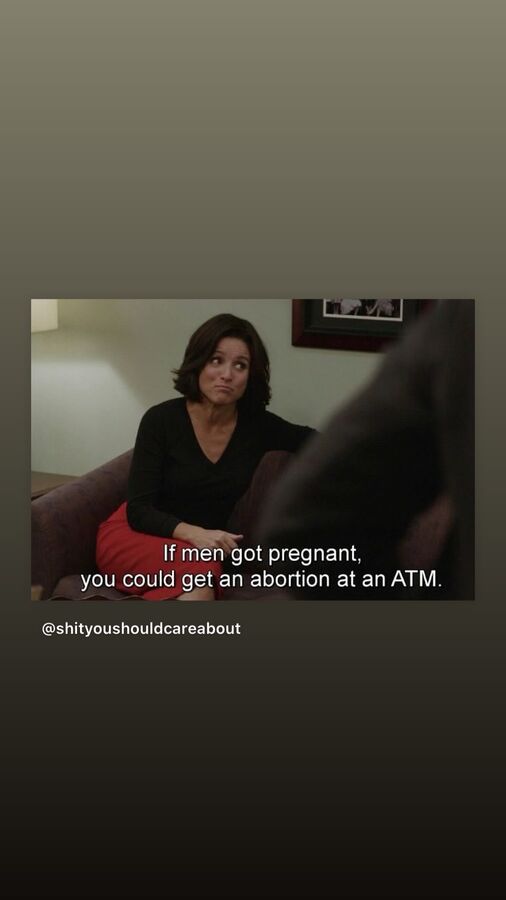 If men got pregnant,
you could get an abortion at an ATM.
@shityoushouldcareabout